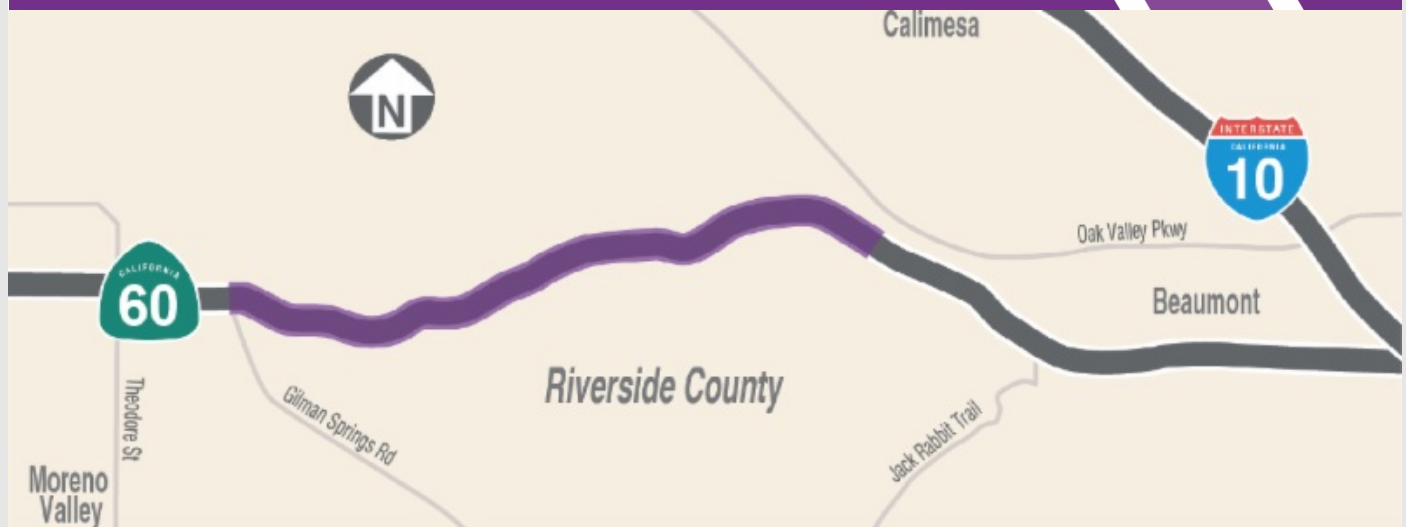 Calimesa
N
INTERSTATE
CALIFORNIA
10
Oak Valley Pkwy
CALIFORNIA
60
Beaumont
Riverside County
Theodore St
Gilman Springs Rd
Jack Rabbit Trail
Moreno
Valley